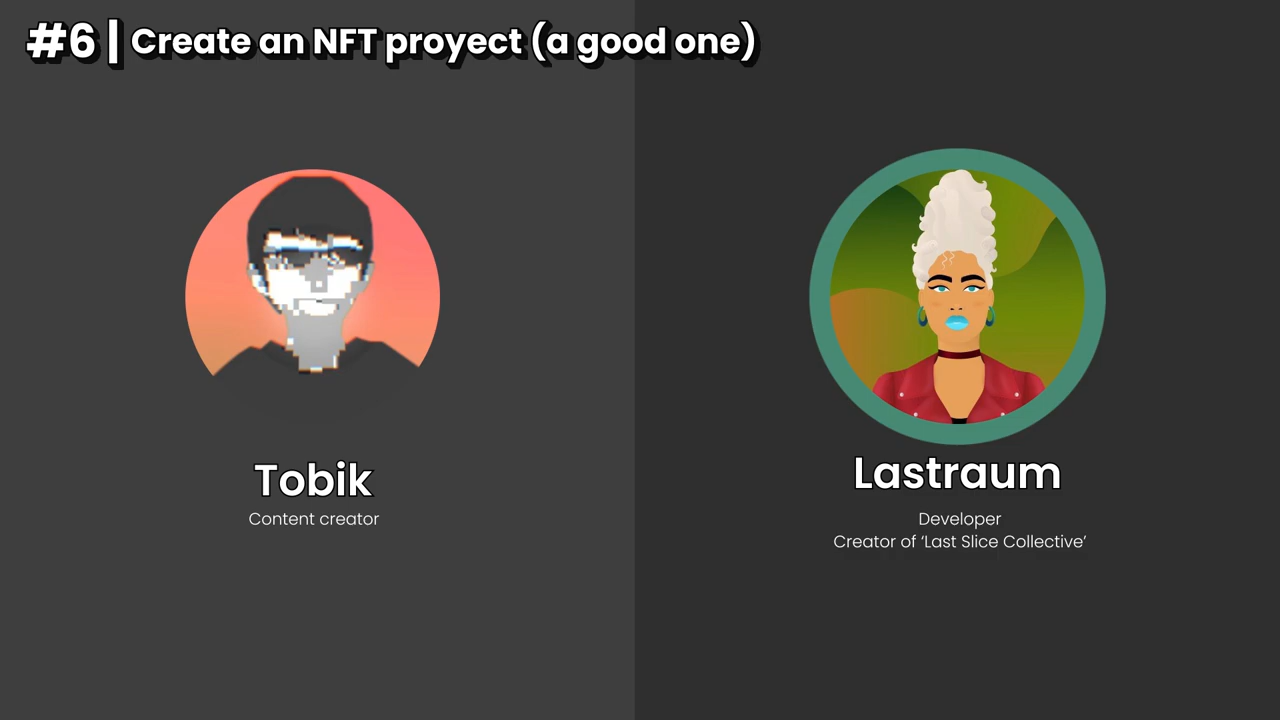 #6 | Create an NFT proyect (a good one)
Tobik
Content creator
Lastraum
Developer
Creator of ‘Last Slice Collective’